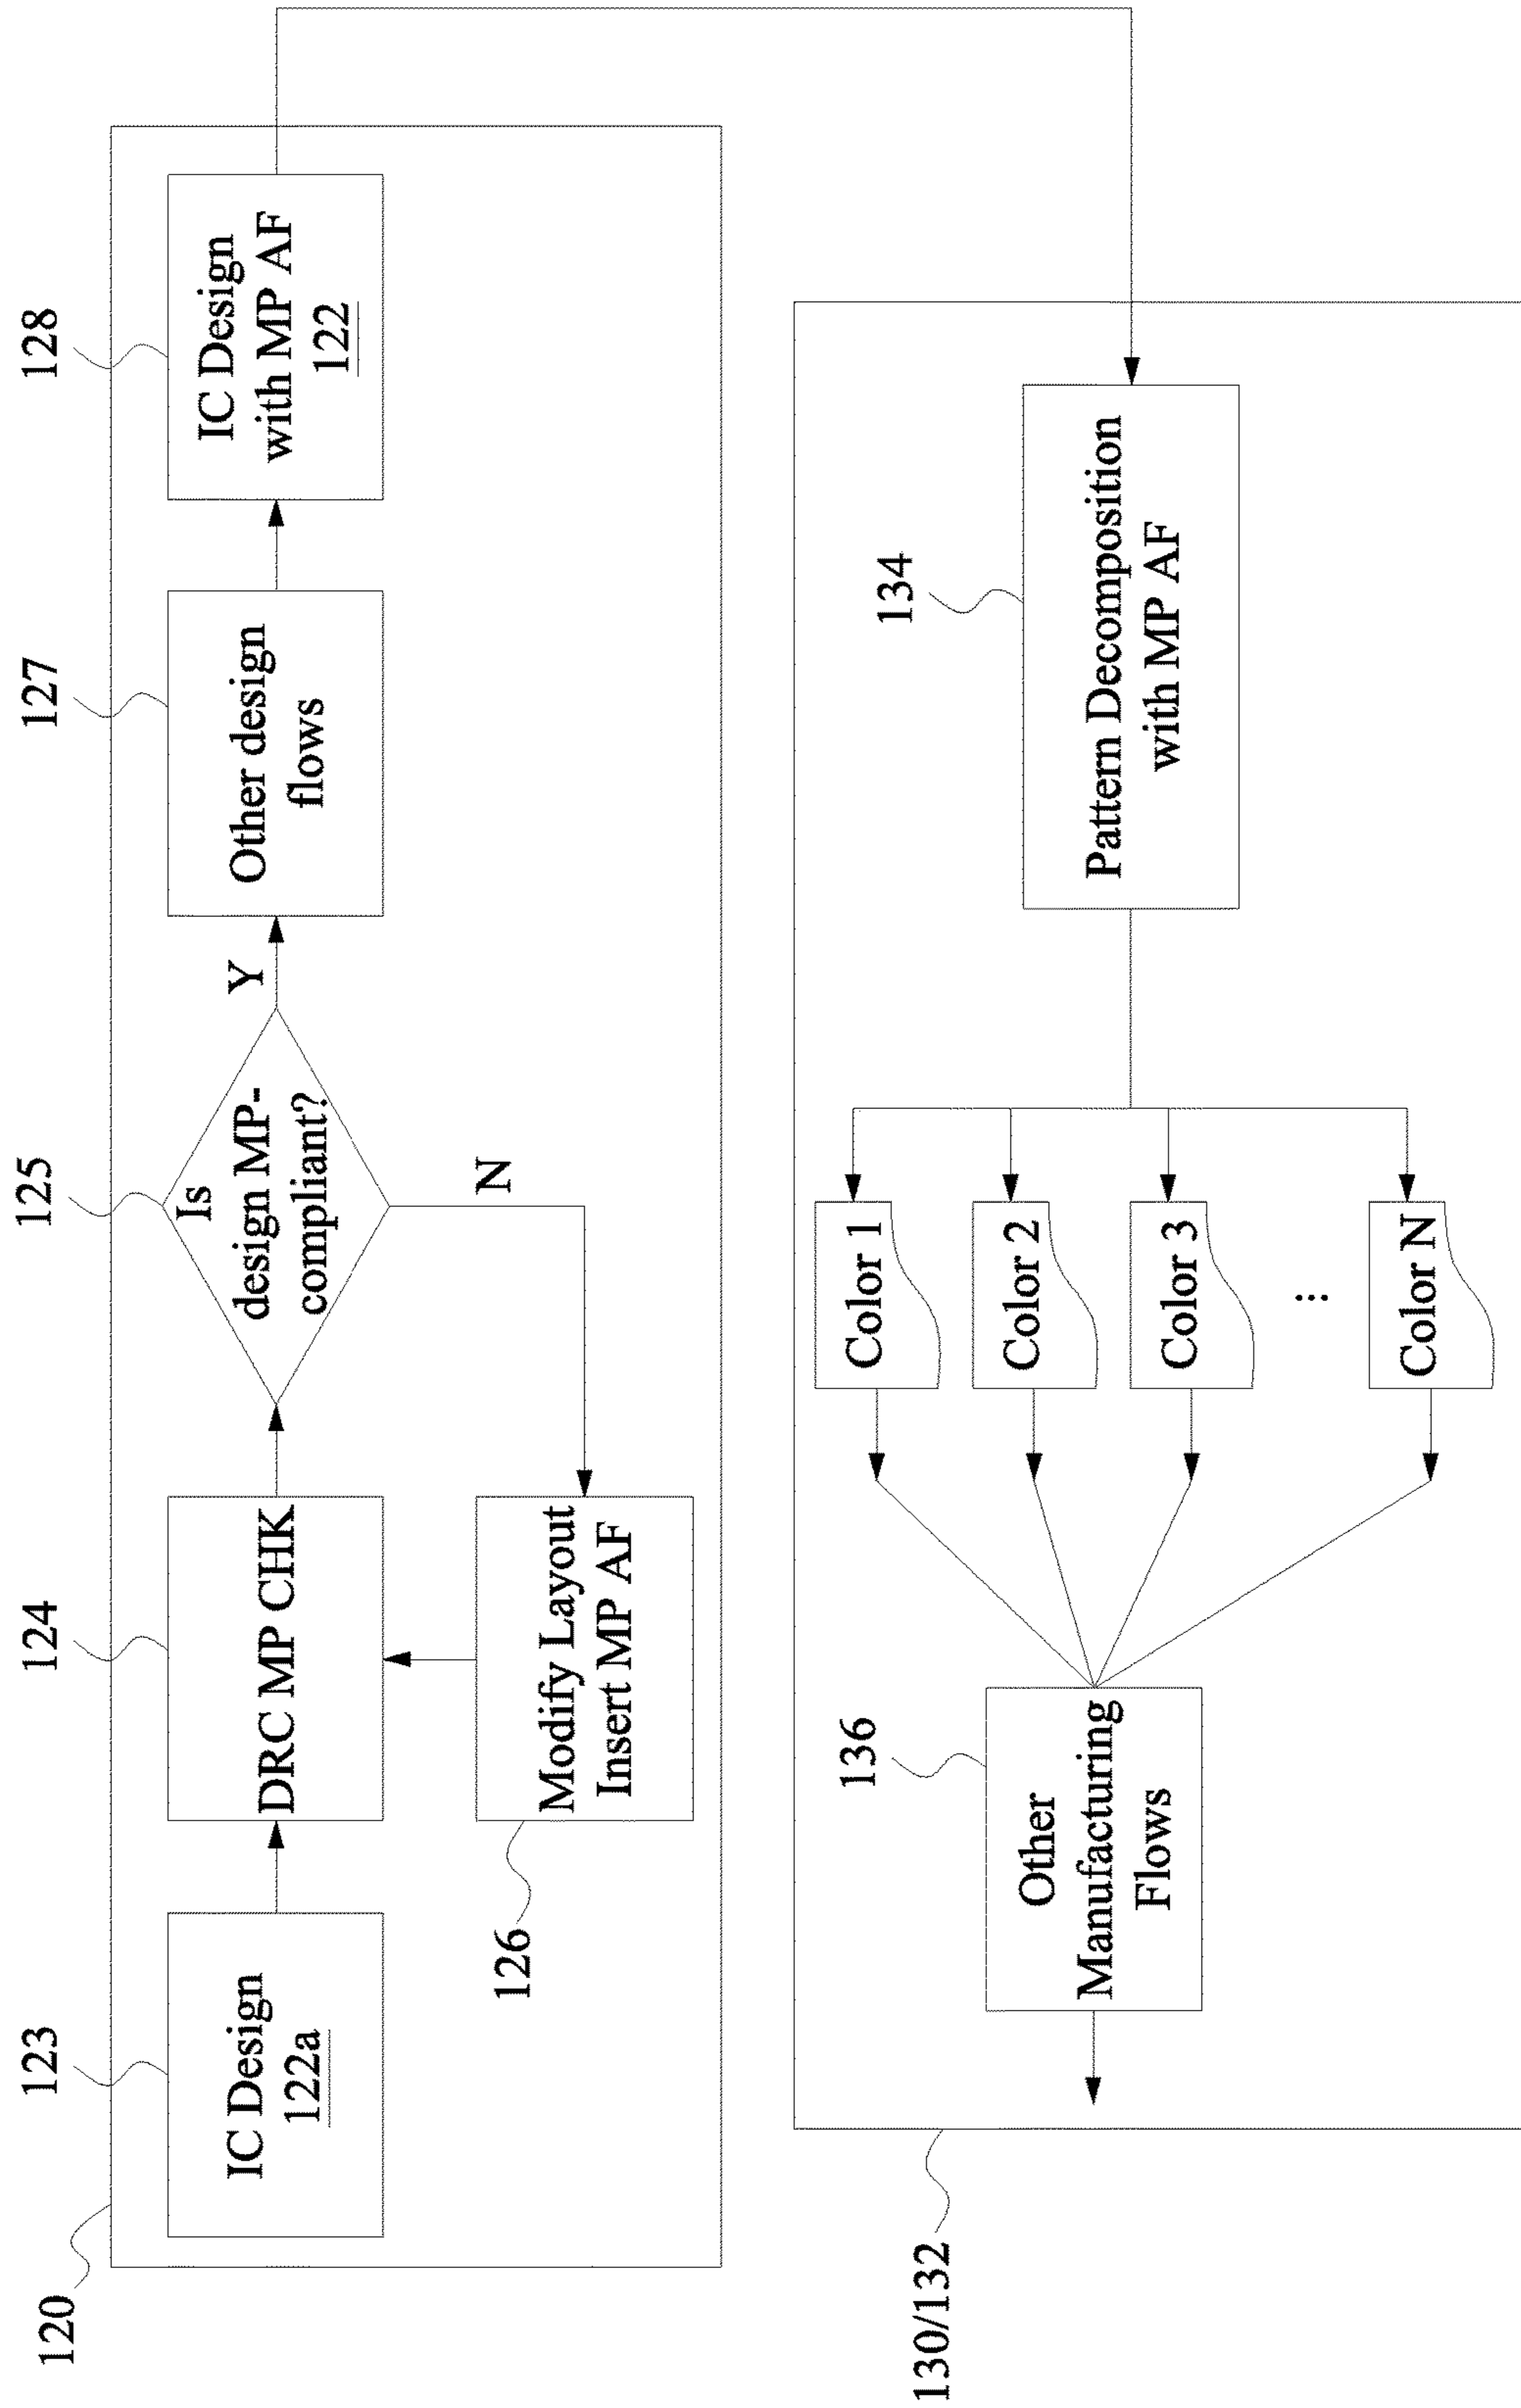 120
123
IC Design
122a
124
DRC MP CHK
125
Is
design MP-
compliant?
Y
N
126
Modify Layout
Insert MP AF
127
Other design
flows
128
IC Design
with MP AF
122
130/132
134
Pattern Decomposition
with MP AF
Color 1
Color 2
Color 3
...
Color N
136
Other
Manufacturing
Flows